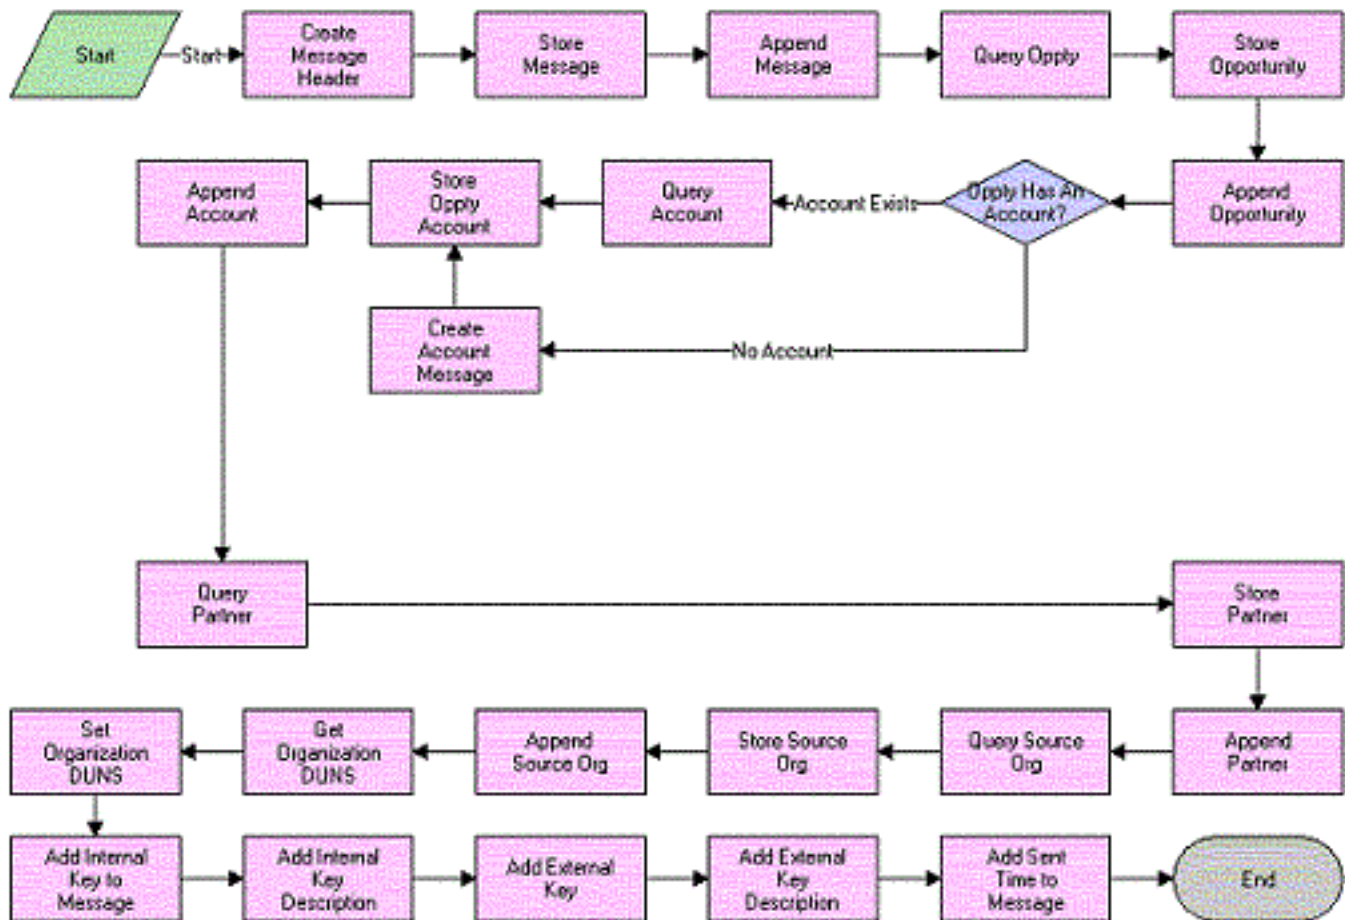 Start
Start
Create
Message
Header
Store
Message
Append
Message
Query Oppty
Store
Opportunity
Append
Account
Store
Oppty
Account
Query
Account
Account Exists
Oppty Has An
Account?
Append
Opportunity
Create
Account
Message
No Account
Query
Partner
Store
Partner
Set
Organization
DUNS
Get
Organization
DUNS
Append
Source Org
Store Source
Org
Query Source
Org
Append
Partner
Add Internal
Key to
Message
Add Internal
Key
Description
Add External
Key
Add External
Key
Description
Add Sent
Time to
Message
End